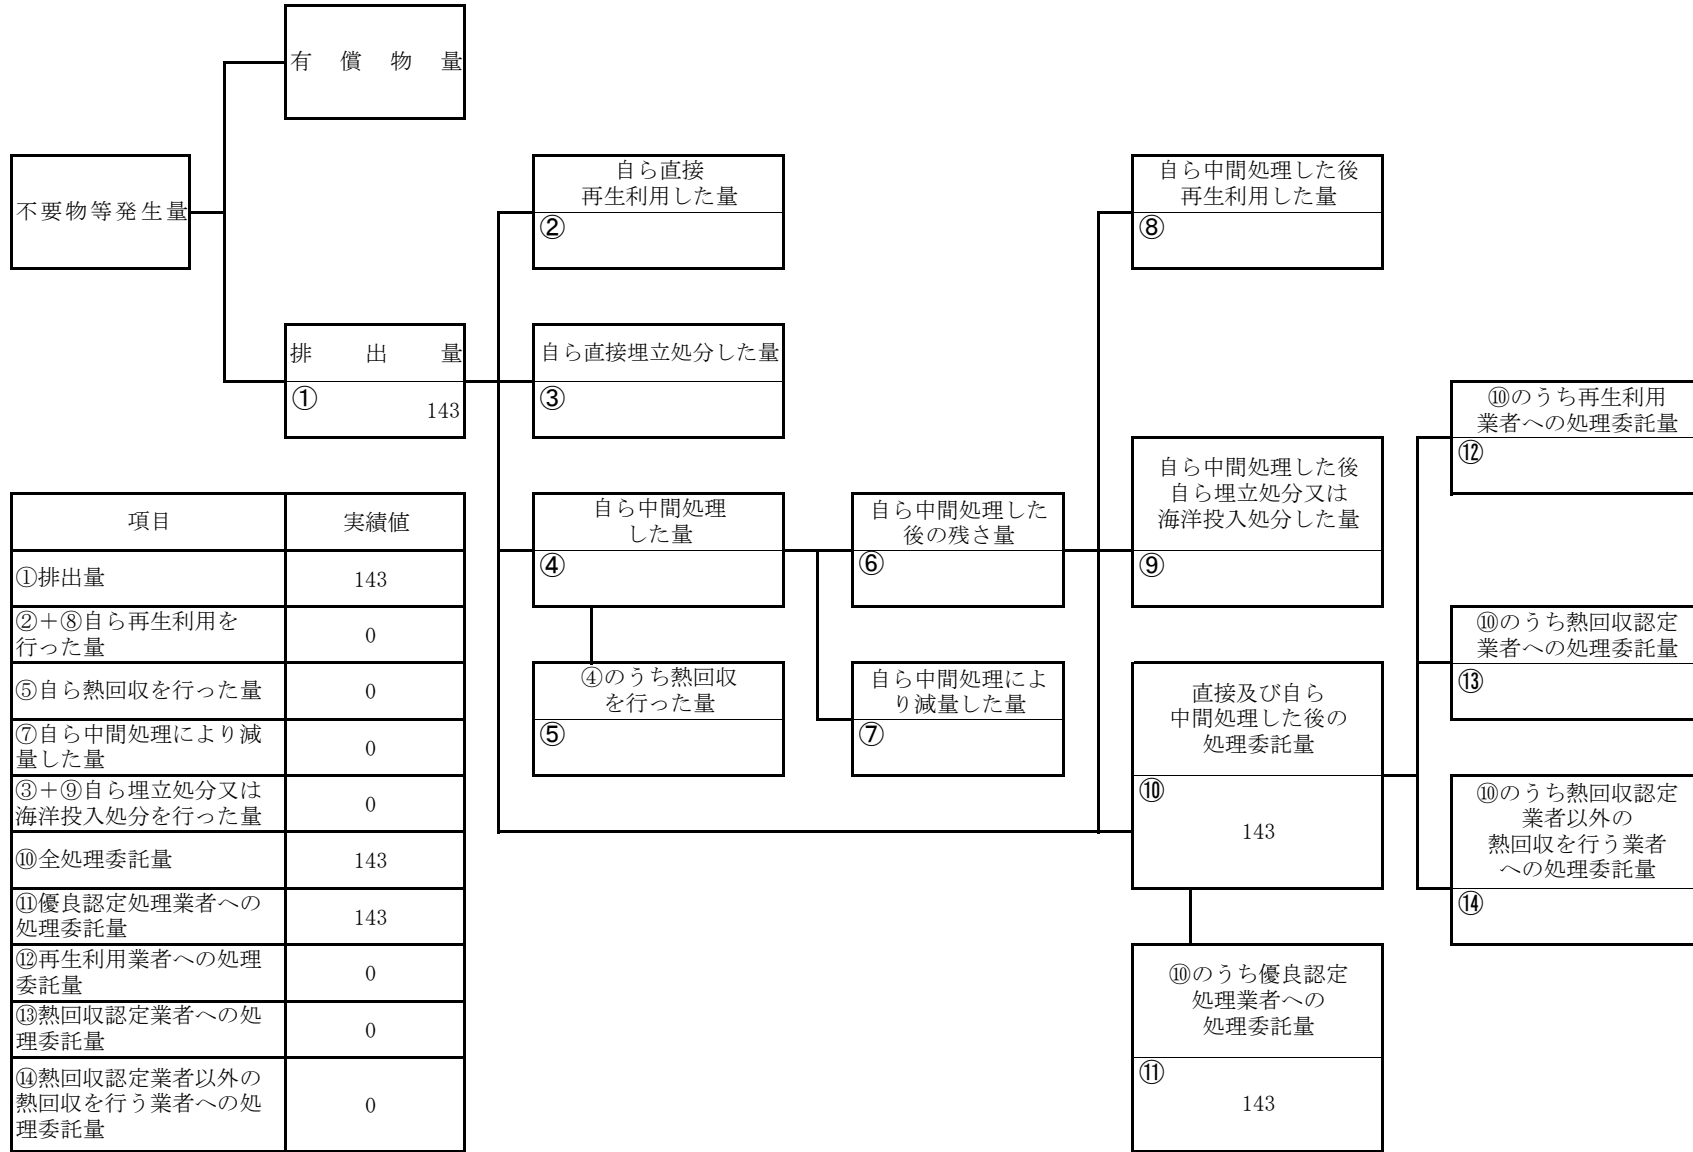 有償物量
不要物等発生量
自ら直接
再生利用した量
②
自ら中間処理した後
再生利用した量
⑧
排出量
①
143
自ら直接埋立処分した量
③
⑩のうち再生利用
業者への処理委託量
⑫
自ら中間処理
した量
④
自ら中間処理した
後の残さ量
⑥
自ら中間処理した後
自ら埋立処分又は
海洋投入処分した量
⑨
⑩のうち熱回収認定
業者への処理委託量
⑬
④のうち熱回収
を行った量
⑤
自ら中間処理によ
り減量した量
⑦
直接及び自ら
中間処理した後の
処理委託量
⑩
143
⑩のうち熱回収認定
業者以外の
熱回収を行う業者
への処理委託量
⑭
⑩のうち優良認定
処理業者への
処理委託量
⑪
143
項目 実績値
①排出量 143
②+⑧自ら再生利用を
行った量 0
⑤自ら熱回収を行った量 0
⑦自ら中間処理により減
量した量 0
③+⑨自ら埋立処分又は
海洋投入処分を行った量 0
⑩全処理委託量 143
⑪優良認定処理業者への
処理委託量 143
⑫再生利用業者への処理
委託量 0
⑬熱回収認定業者への処
理委託量 0
⑭熱回収認定業者以外の
熱回収を行う業者への処
理委託量 0